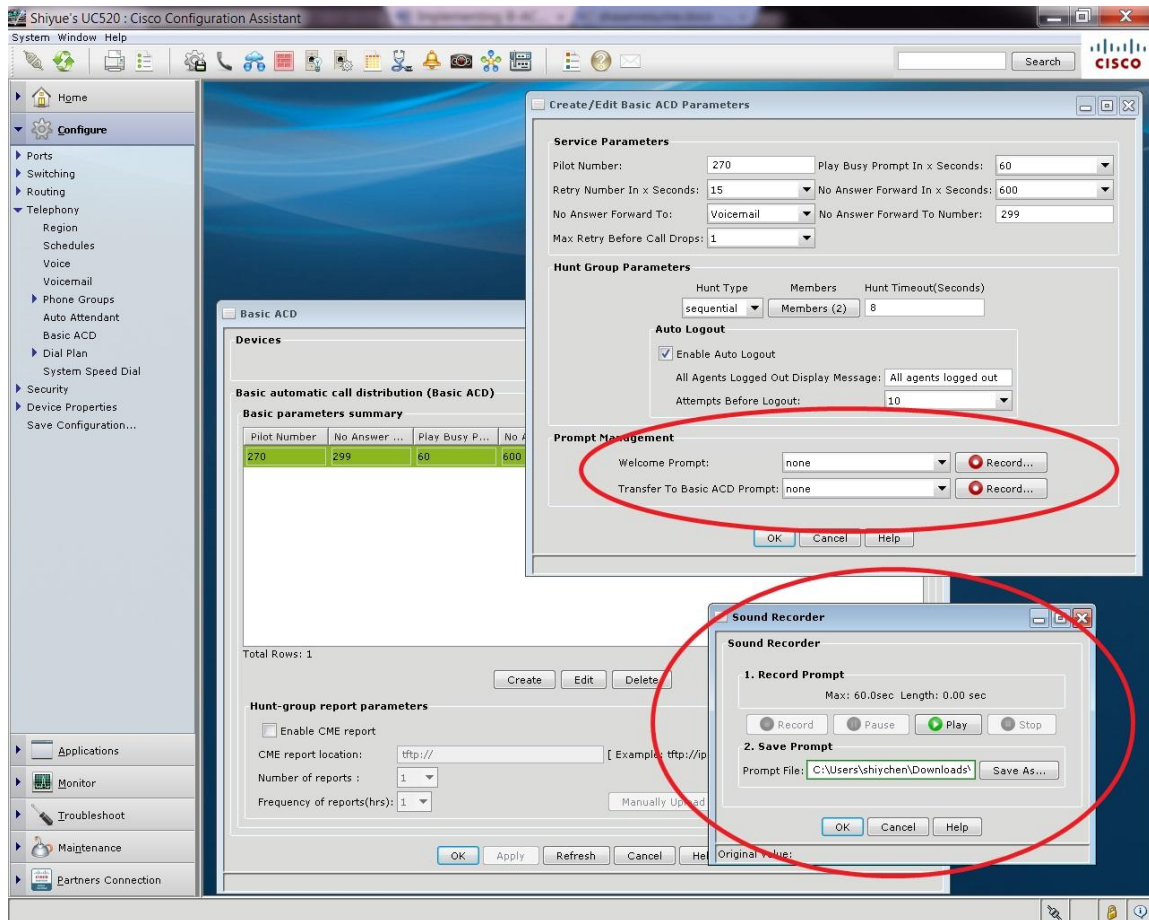 Shiyue's UC520 : Cisco Configuration Assistant
System Window Help
Search
CISCO
Home
Configure
Ports
Switching
Routing
Telephony
Region
Schedules
Voice
Voicemail
Phone Groups
Auto Attendant
Basic ACD
Dial Plan
System Speed Dial
Security
Device Properties
Save Configuration...
Applications
Monitor
Troubleshoot
Maintenance
Partners Connection
Create/Edit Basic ACD Parameters
Service Parameters
Pilot Number: 270 Play Busy Prompt In x Seconds: 60
Retry Number In x Seconds: 15 No Answer Forward In x Seconds: 600
No Answer Forward To: Voicemail No Answer Forward To Number: 299
Max Retry Before Call Drops: 1
Hunt Group Parameters
Hunt Type Members Hunt Timeout(Seconds)
sequential Members (2) 8
Auto Logout
Enable Auto Logout
All Agents Logged Out Display Message: All agents logged out
Attempts Before Logout: 10
Prompt Management
Welcome Prompt: none Record...
Transfer To Basic ACD Prompt: none Record...
OK Cancel Help
Basic ACD
Devices
Basic automatic call distribution (Basic ACD)
Basic parameters summary
Pilot Number No Answer ... Play Busy P... No
270 299 60 600
Total Rows: 1
Create Edit Delete
Hunt-group report parameters
Enable CME report
CME report location: tftp:// [ Example: tftp://ip
Number of reports : 1
Frequency of reports(hrs): 1 Manually Upload
OK Apply Refresh Cancel Hel
Sound Recorder
Sound Recorder
1. Record Prompt
Max: 60.0sec Length: 0.00 sec
Record Pause Play Stop
2. Save Prompt
Prompt File: C:\Users\shiychen\Downloads\ Save As...
OK Cancel Help
Original Value: